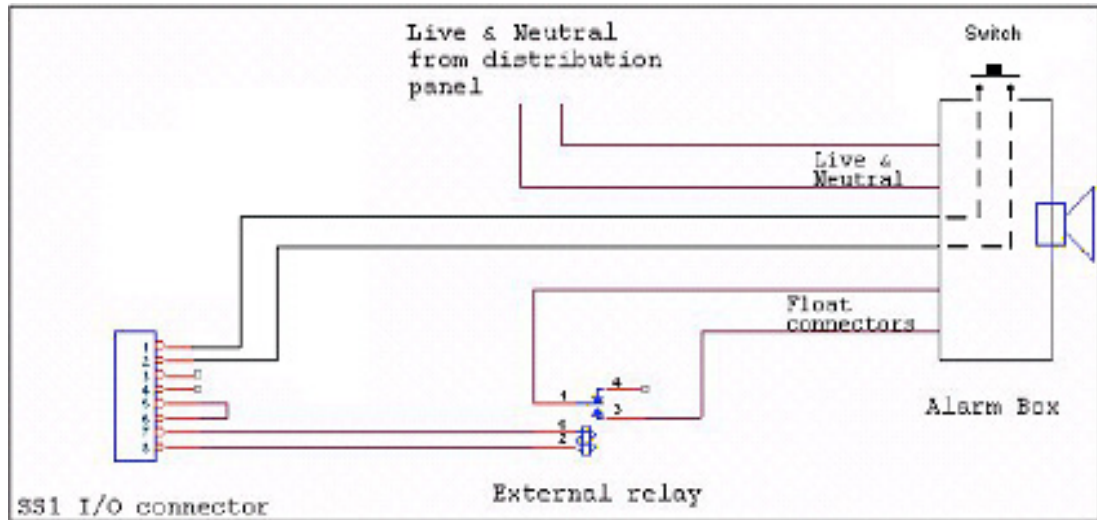 Live & Neutral
from distribution
panel
Switch
Live &
Neutral
Float
connectors
1
2
3
4
5
6
7
8
4
1
3
2
Alarm Box
External relay
SS1 I/O connector